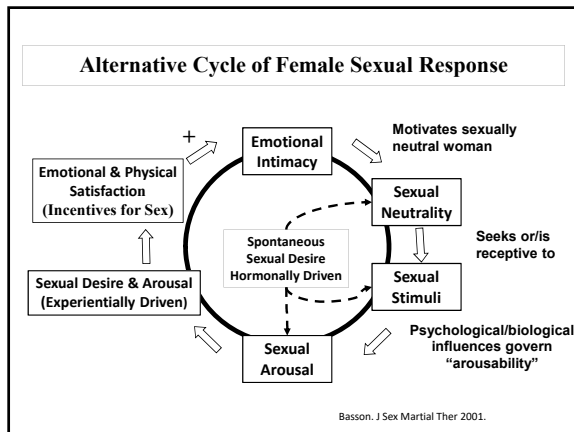 Alternative Cycle of Female Sexual Response
Emotional
Intimacy
Motivates sexually
neutral woman
Sexual
Neutrality
Seeks or/is
receptive to
Sexual
Stimuli
Psychological/biological
influences govern
“arousability”
Sexual
Arousal
Sexual Desire & Arousal
(Experientially Driven)
Emotional & Physical
Satisfaction
(Incentives for Sex)
+
Spontaneous
Sexual Desire
Hormonally Driven
Basson. J Sex Martial Ther 2001.